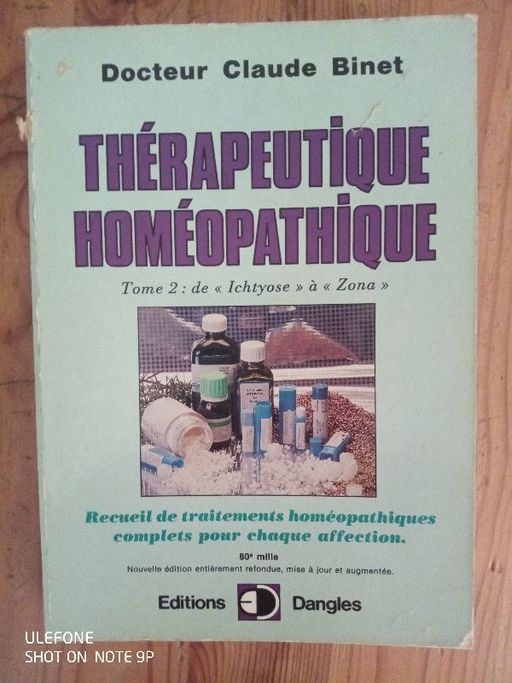 Docteur Claude Binet
THÉRAPEUTIQUE
HOMÉOPATHIQUE
Tome 2 : de « Ichtyose » à « Zona »
Recueil de traitements homéopathiques
complets pour chaque affection.
80e mille
Nouvelle édition entièrement refondue, mise à jour et augmentée.
Editions Dangles
ULEFONE
SHOT ON NOTE 9P